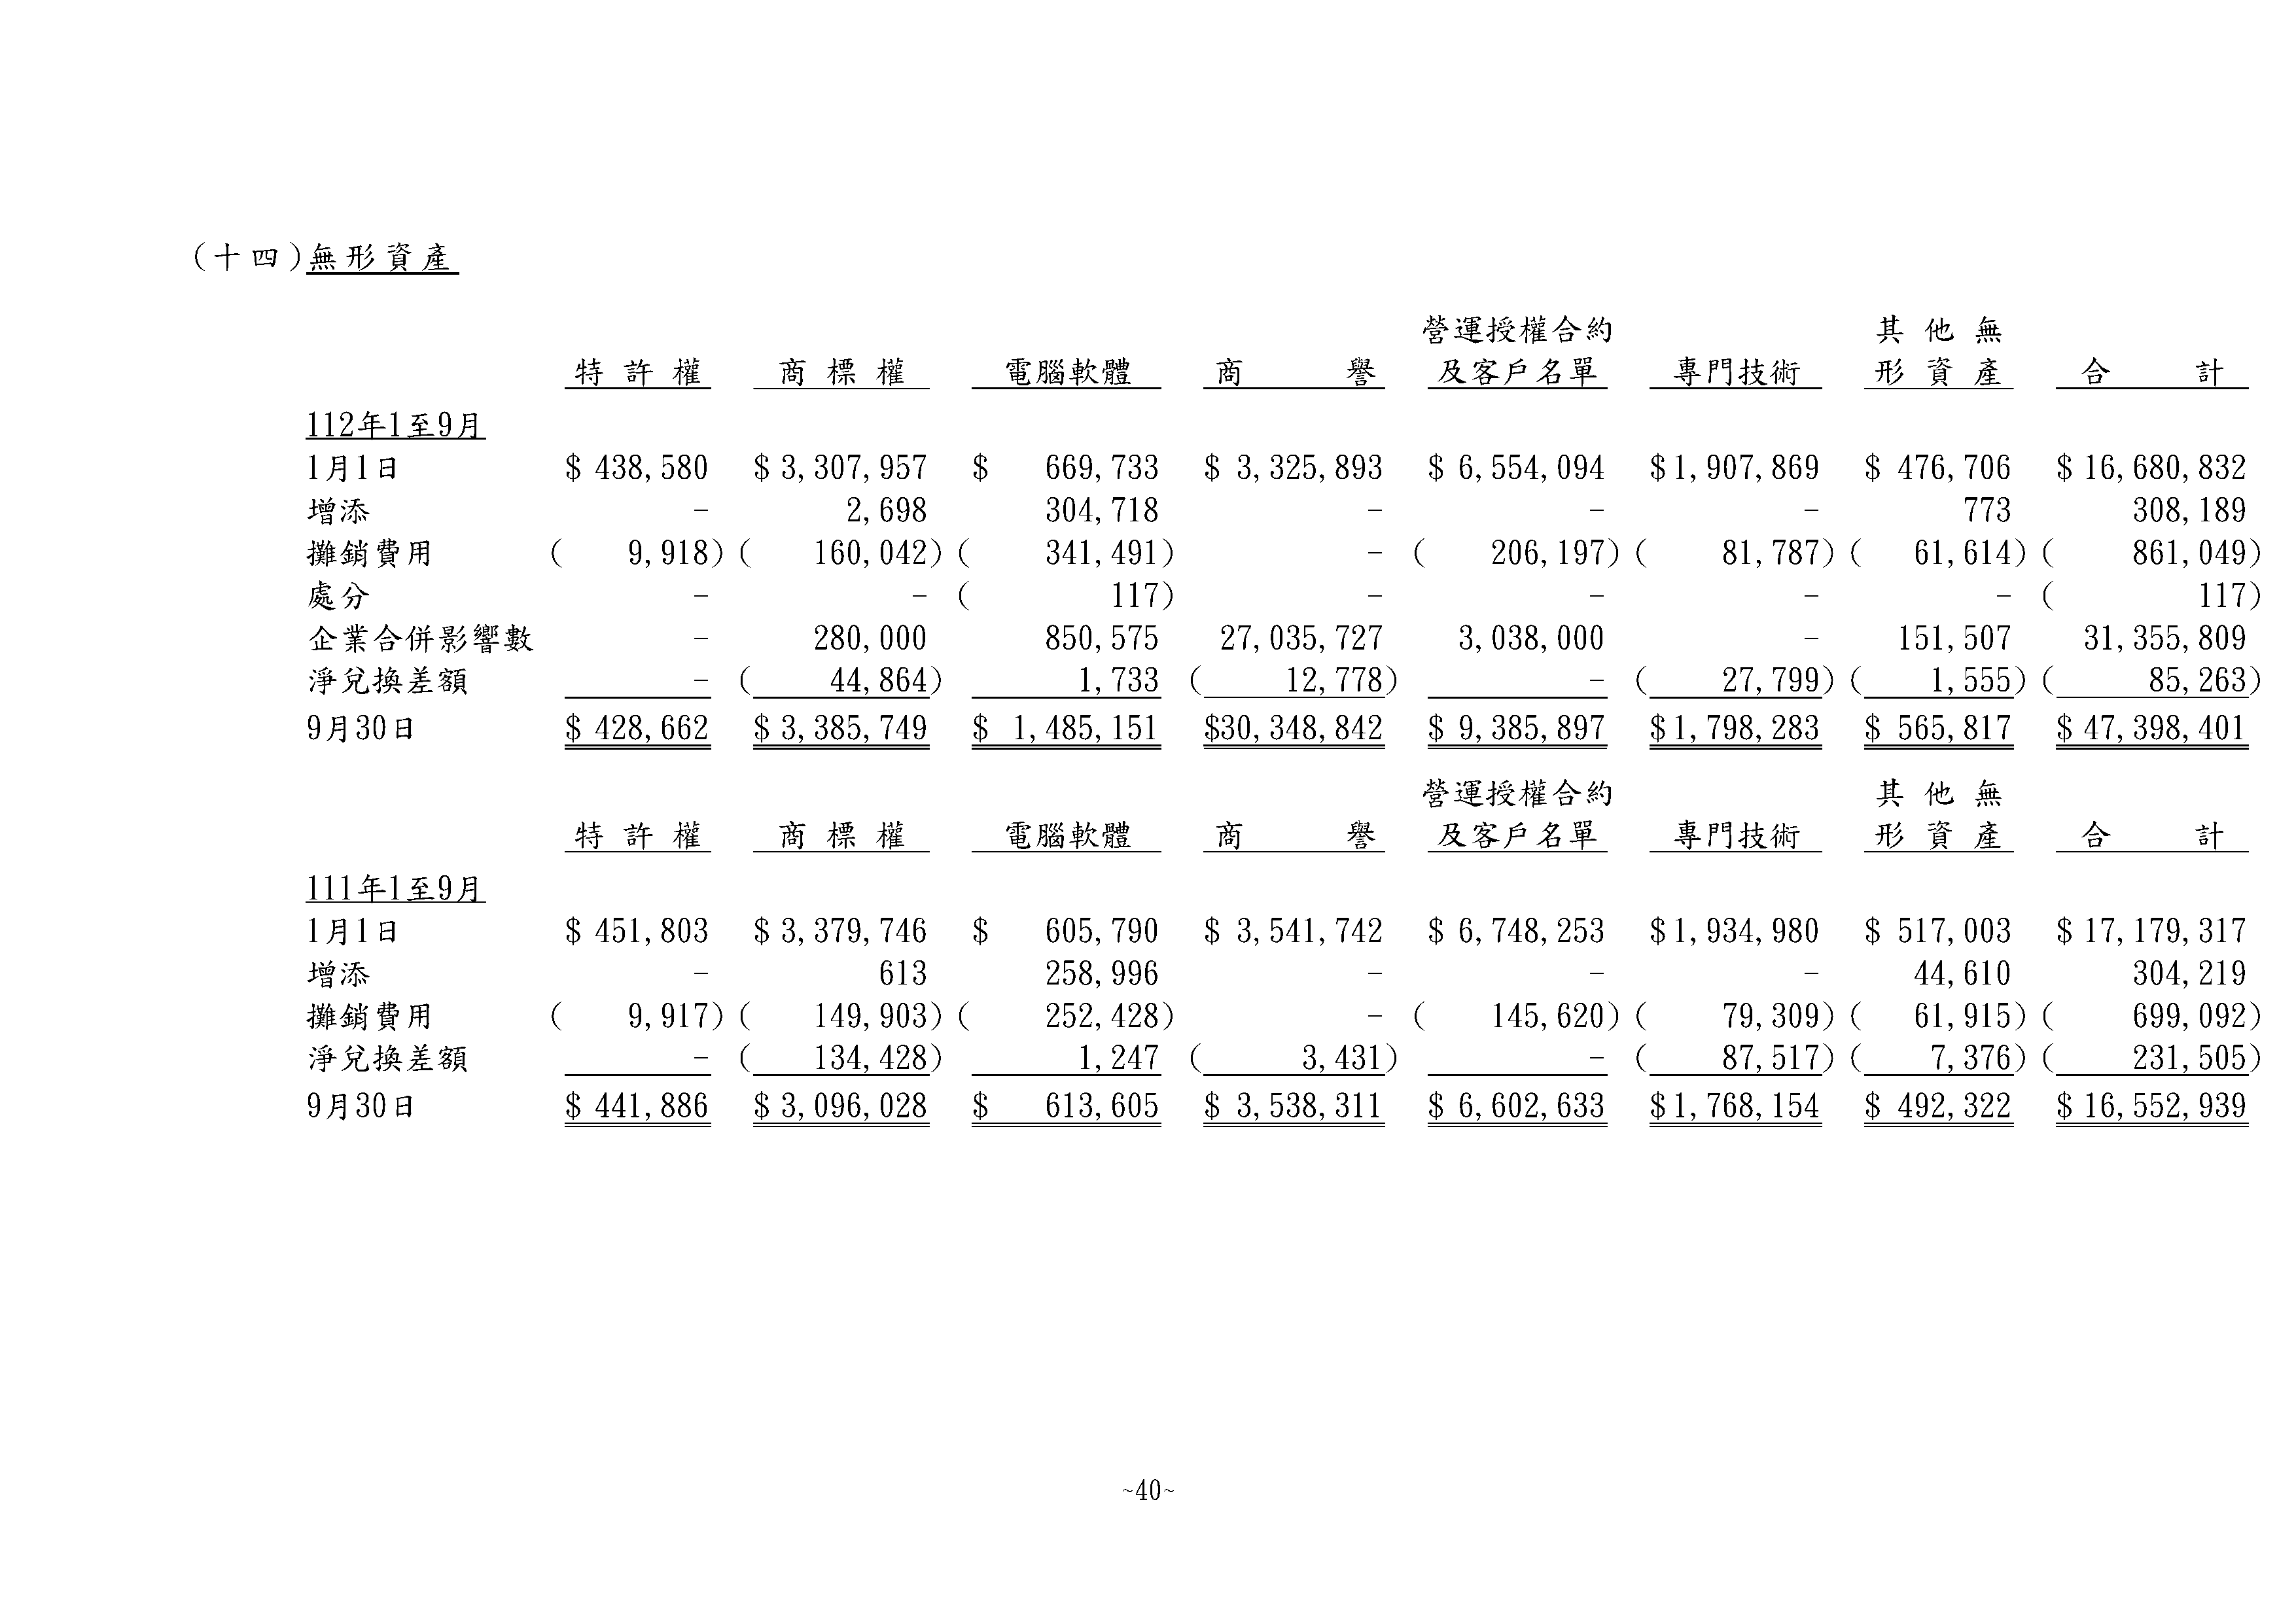 (十四)無形資產
營運授權合約 其他無
特許權 商標權 電腦軟體 商譽 及客戶名單 專門技術 形資產 合計
112年1至9月
1月1日 $ 438,580 $ 3,307,957 $ 669,733 $ 3,325,893 $ 6,554,094 $1,907,869 $ 476,706 $ 16,680,832
增添 - 2,698 304,718 - - - 773 308,189
攤銷費用 ( 9,918) ( 160,042) ( 341,491) - ( 206,197) ( 81,787) ( 61,614) ( 861,049)
處分 - - ( 117) - - - - ( 117)
企業合併影響數 - 280,000 850,575 27,035,727 3,038,000 - 151,507 31,355,809
淨兌換差額 - ( 44,864) 1,733 ( 12,778) - ( 27,799) ( 1,555) ( 85,263)
9月30日 $ 428,662 $ 3,385,749 $ 1,485,151 $30,348,842 $ 9,385,897 $1,798,283 $ 565,817 $ 47,398,401
營運授權合約 其他無
特許權 商標權 電腦軟體 商譽 及客戶名單 專門技術 形資產 合計
111年1至9月
1月1日 $ 451,803 $ 3,379,746 $ 605,790 $ 3,541,742 $ 6,748,253 $1,934,980 $ 517,003 $ 17,179,317
增添 - 613 258,996 - - - 44,610 304,219
攤銷費用 ( 9,917) ( 149,903) ( 252,428) - ( 145,620) ( 79,309) ( 61,915) ( 699,092)
淨兌換差額 - ( 134,428) 1,247 ( 3,431) - ( 87,517) ( 7,376) ( 231,505)
9月30日 $ 441,886 $ 3,096,028 $ 613,605 $ 3,538,311 $ 6,602,633 $1,768,154 $ 492,322 $ 16,552,939
~40~